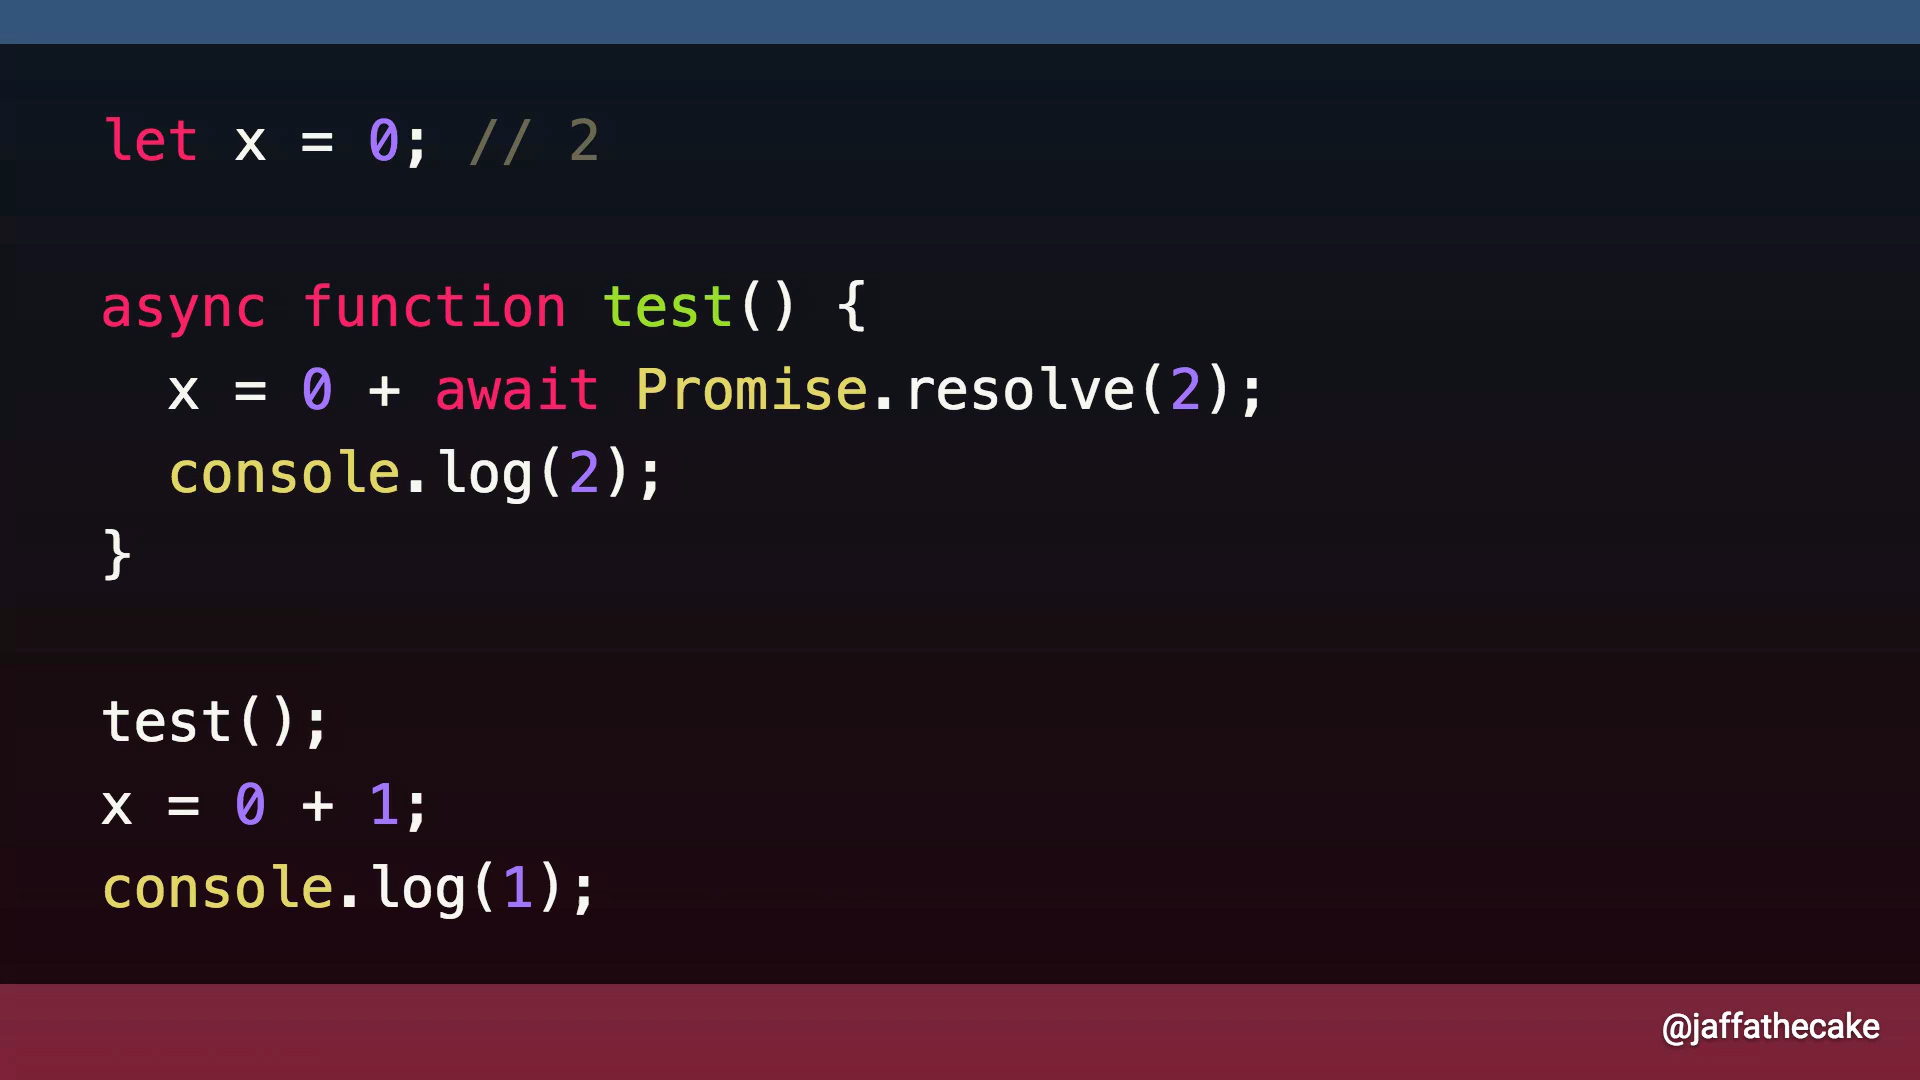 let x = 0; // 2
async function test() {
  x = 0 + await Promise.resolve(2);
  console.log(2);
}
test();
x = 0 + 1;
console.log(1);
@jaffathecake